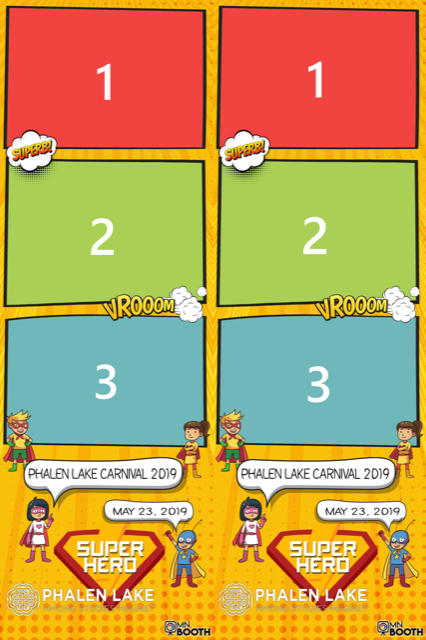 1
SUPERB!
2
VROOOM
3
PHALEN LAKE CARNIVAL 2019
MAY 23, 2019
SUPER
HERO
PHALEN LAKE
MN
BOOTH
1
SUPERB!
2
VROOOM
3
PHALEN LAKE CARNIVAL 2019
MAY 23, 2019
SUPER
HERO
PHALEN LAKE
MN
BOOTH